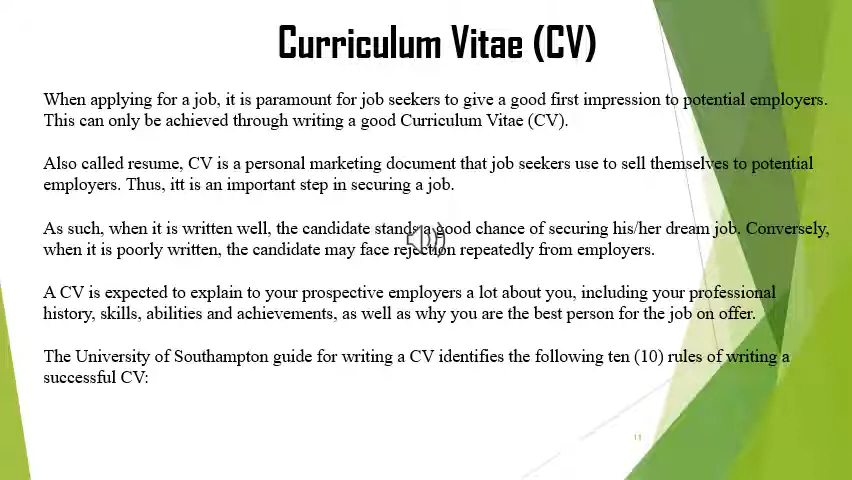 Curriculum Vitae (CV)
When applying for a job, it is paramount for job seekers to give a good first impression to potential employers.
This can only be achieved through writing a good Curriculum Vitae (CV).
Also called resume, CV is a personal marketing document that job seekers use to sell themselves to potential
employers. Thus, itt is an important step in securing a job.
As such, when it is written well, the candidate stands a good chance of securing his/her dream job. Conversely,
when it is poorly written, the candidate may face rejection repeatedly from employers.
A CV is expected to explain to your prospective employers a lot about you, including your professional
history, skills, abilities and achievements, as well as why you are the best person for the job on offer.
The University of Southampton guide for writing a CV identifies the following ten (10) rules of writing a
successful CV:
11